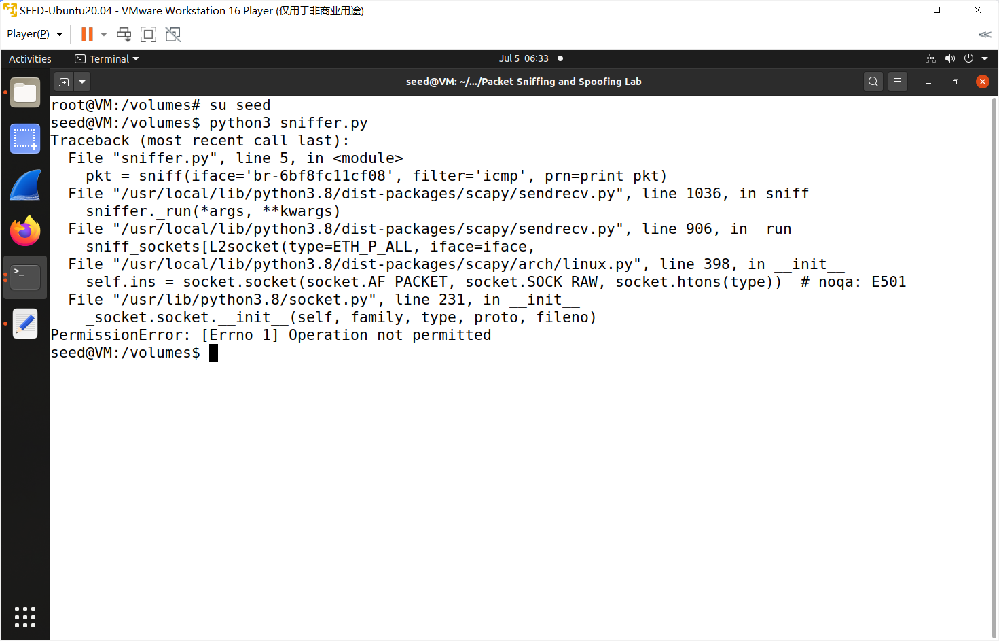 SEED-Ubuntu20.04 - VMware Workstation 16 Player (仅用于非商业用途)
Player(P)
Activities
Terminal
Jul 5 06:33
seed@VM: ~/.../Packet Sniffing and Spoofing Lab
root@VM:/volumes# su seed
seed@VM:/volumes$ python3 sniffer.py
Traceback (most recent call last):
  File "sniffer.py", line 5, in <module>
    pkt = sniff(iface='br-6bf8fc11cf08', filter='icmp', prn=print_pkt)
  File "/usr/local/lib/python3.8/dist-packages/scapy/sendrecv.py", line 1036, in sniff
    sniffer._run(*args, **kwargs)
  File "/usr/local/lib/python3.8/dist-packages/scapy/sendrecv.py", line 906, in _run
    sniff_sockets[L2socket(type=ETH_P_ALL, iface=iface,
  File "/usr/local/lib/python3.8/dist-packages/scapy/arch/linux.py", line 398, in __init__
    self.ins = socket.socket(socket.AF_PACKET, socket.SOCK_RAW, socket.htons(type))  # noqa: E501
  File "/usr/lib/python3.8/socket.py", line 231, in __init__
    _socket.socket.__init__(self, family, type, proto, fileno)
PermissionError: [Errno 1] Operation not permitted
seed@VM:/volumes$